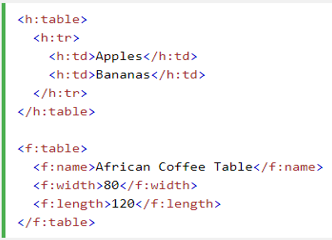 <h:table>
<h:tr>
<h:td>Apples</h:td>
<h:td>Bananas</h:td>
</h:tr>
</h:table>
<f:table>
<f:name>African Coffee Table</f:name>
<f:width>80</f:width>
<f:length>120</f:length>
</f:table>